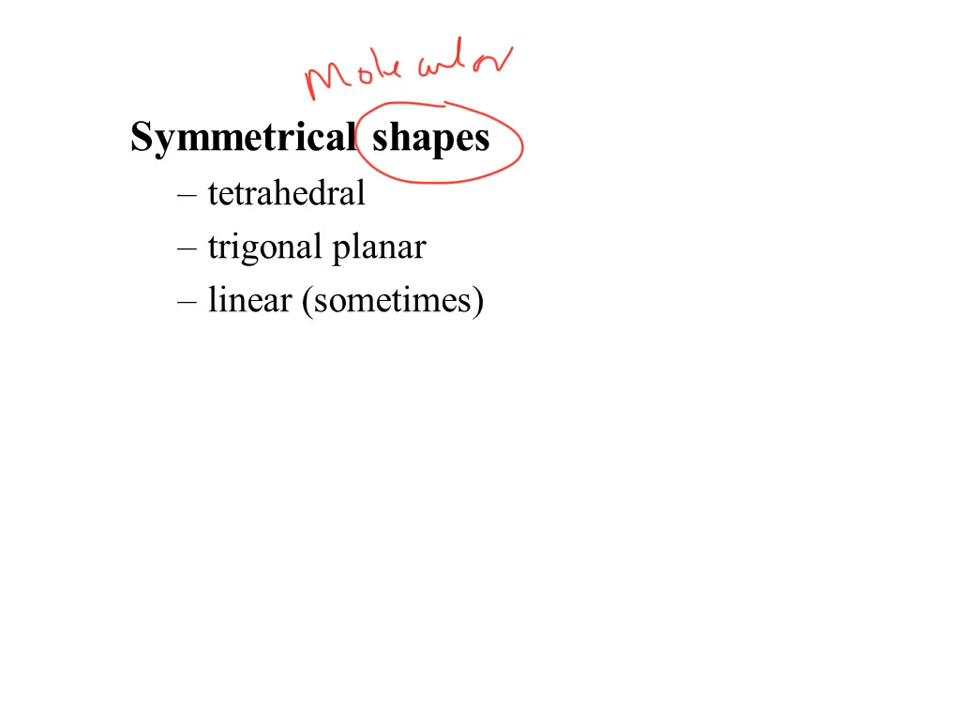 Molecular
Symmetrical shapes
– tetrahedral
– trigonal planar
– linear (sometimes)